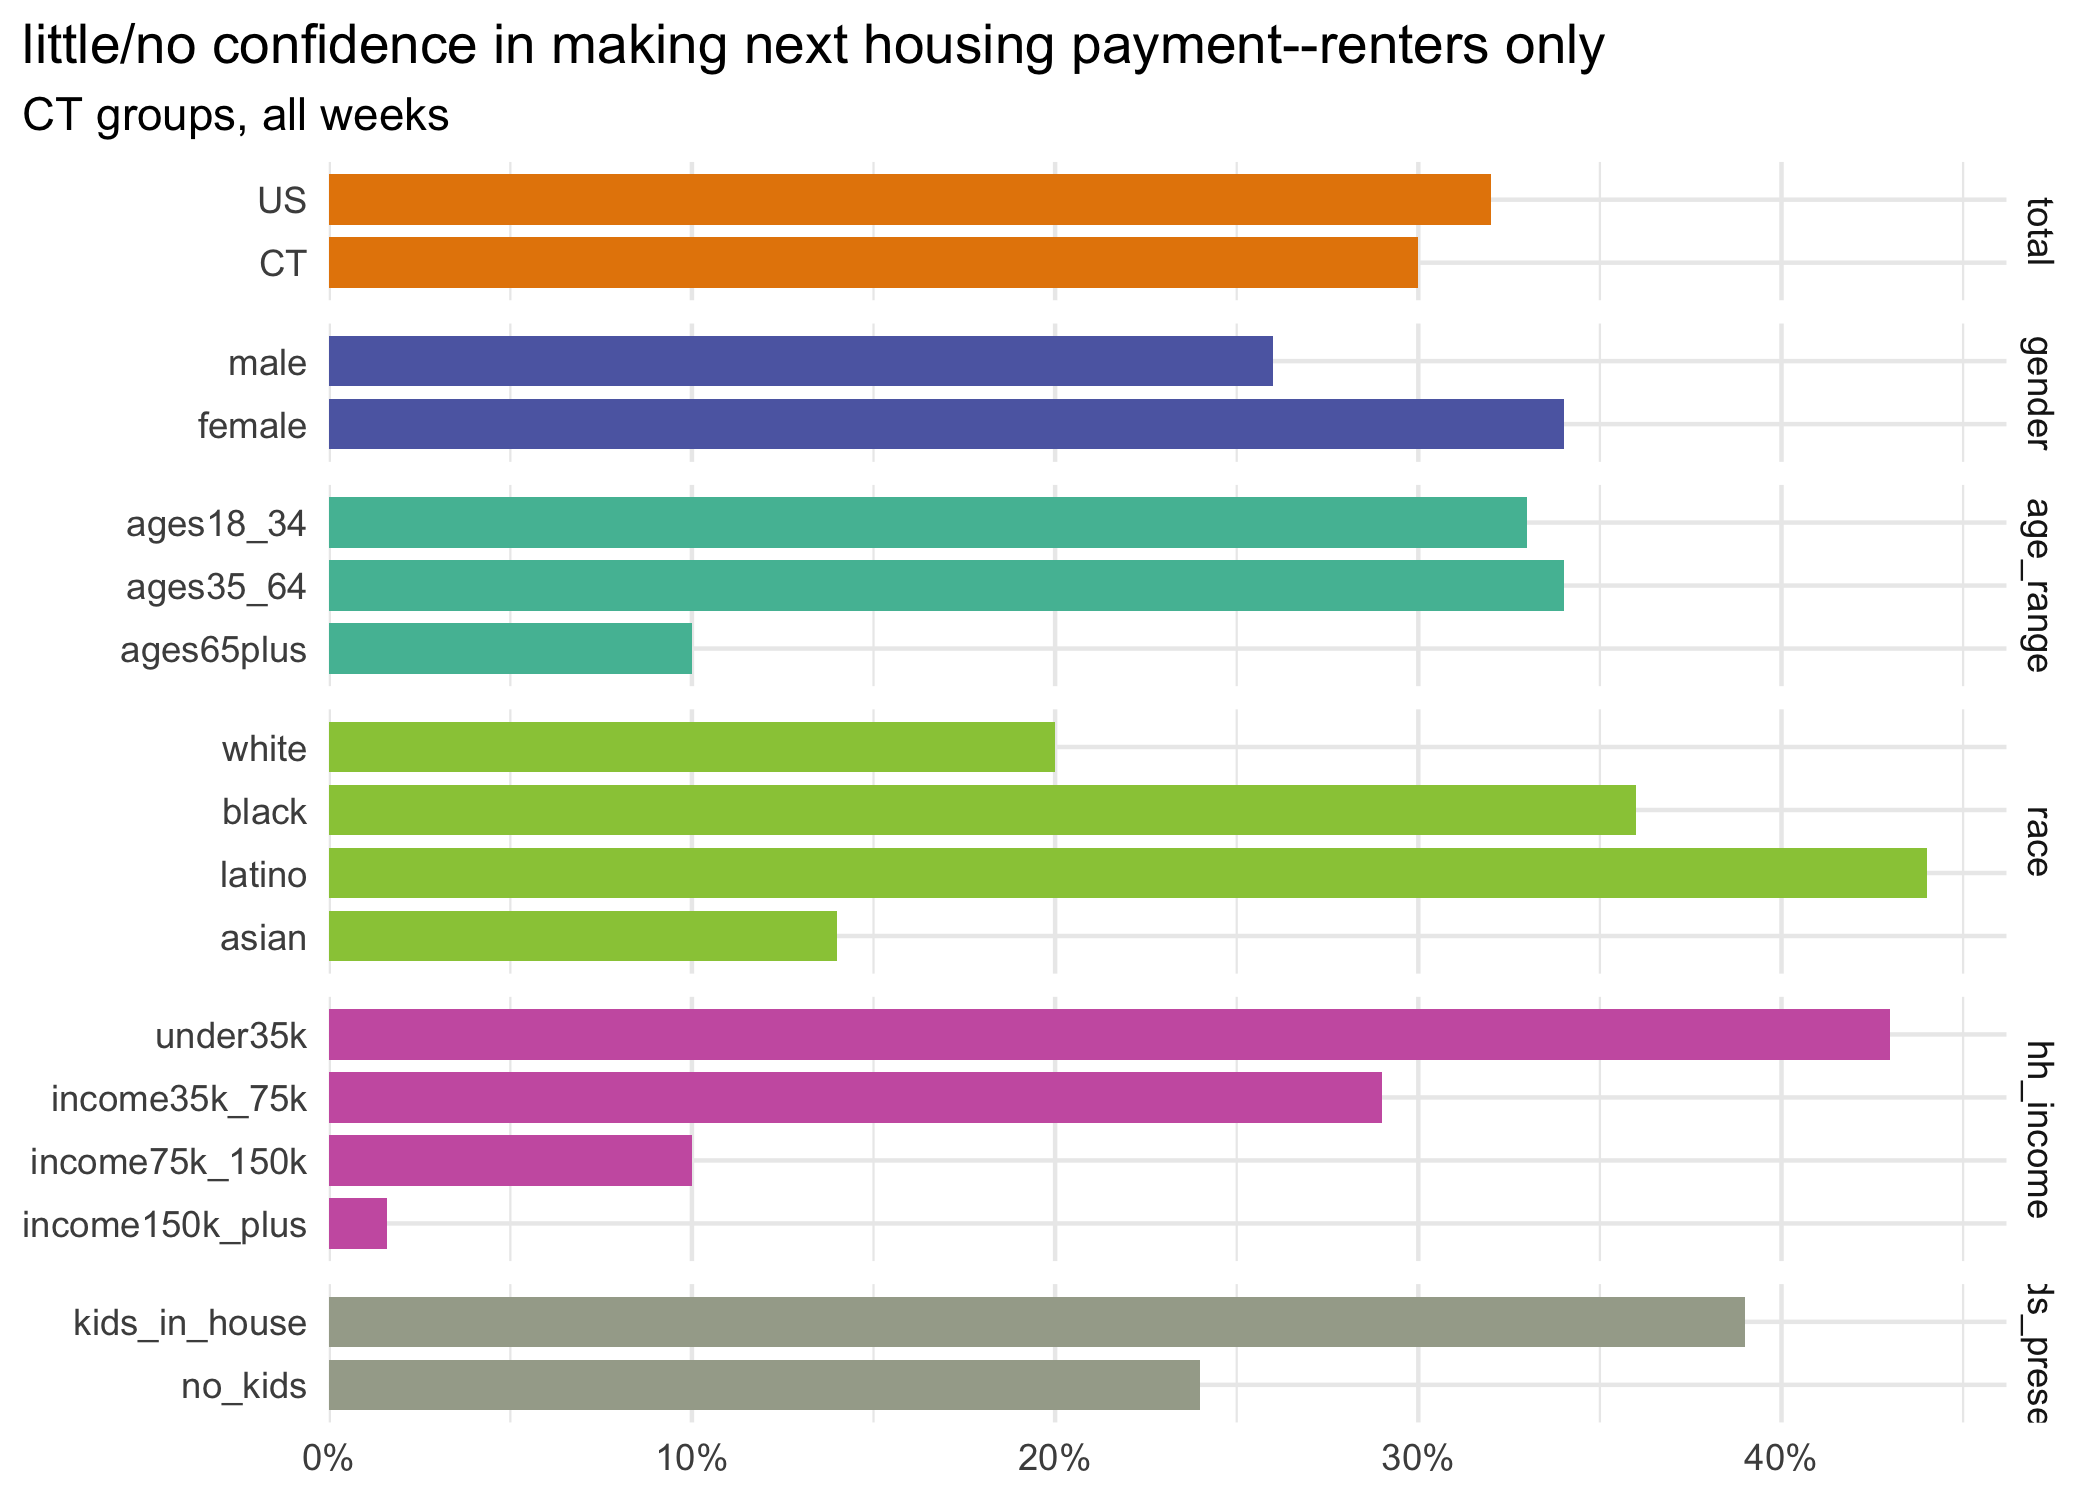 little/no confidence in making next housing payment--renters only
CT groups, all weeks
US
CT
total
male
female
gender
ages18_34
ages35_64
ages65plus
age_range
white
black
latino
asian
race
under35k
income35k_75k
income75k_150k
income150k_plus
hh_income
kids_in_house
no_kids
ds_prese
0% 10% 20% 30% 40%